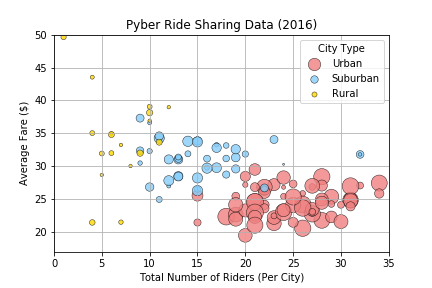 Pyber Ride Sharing Data (2016)
50
45
40
35
30
25
20
Average Fare ($)
City Type
Urban
Suburban
Rural
0 5 10 15 20 25 30 35
Total Number of Riders (Per City)